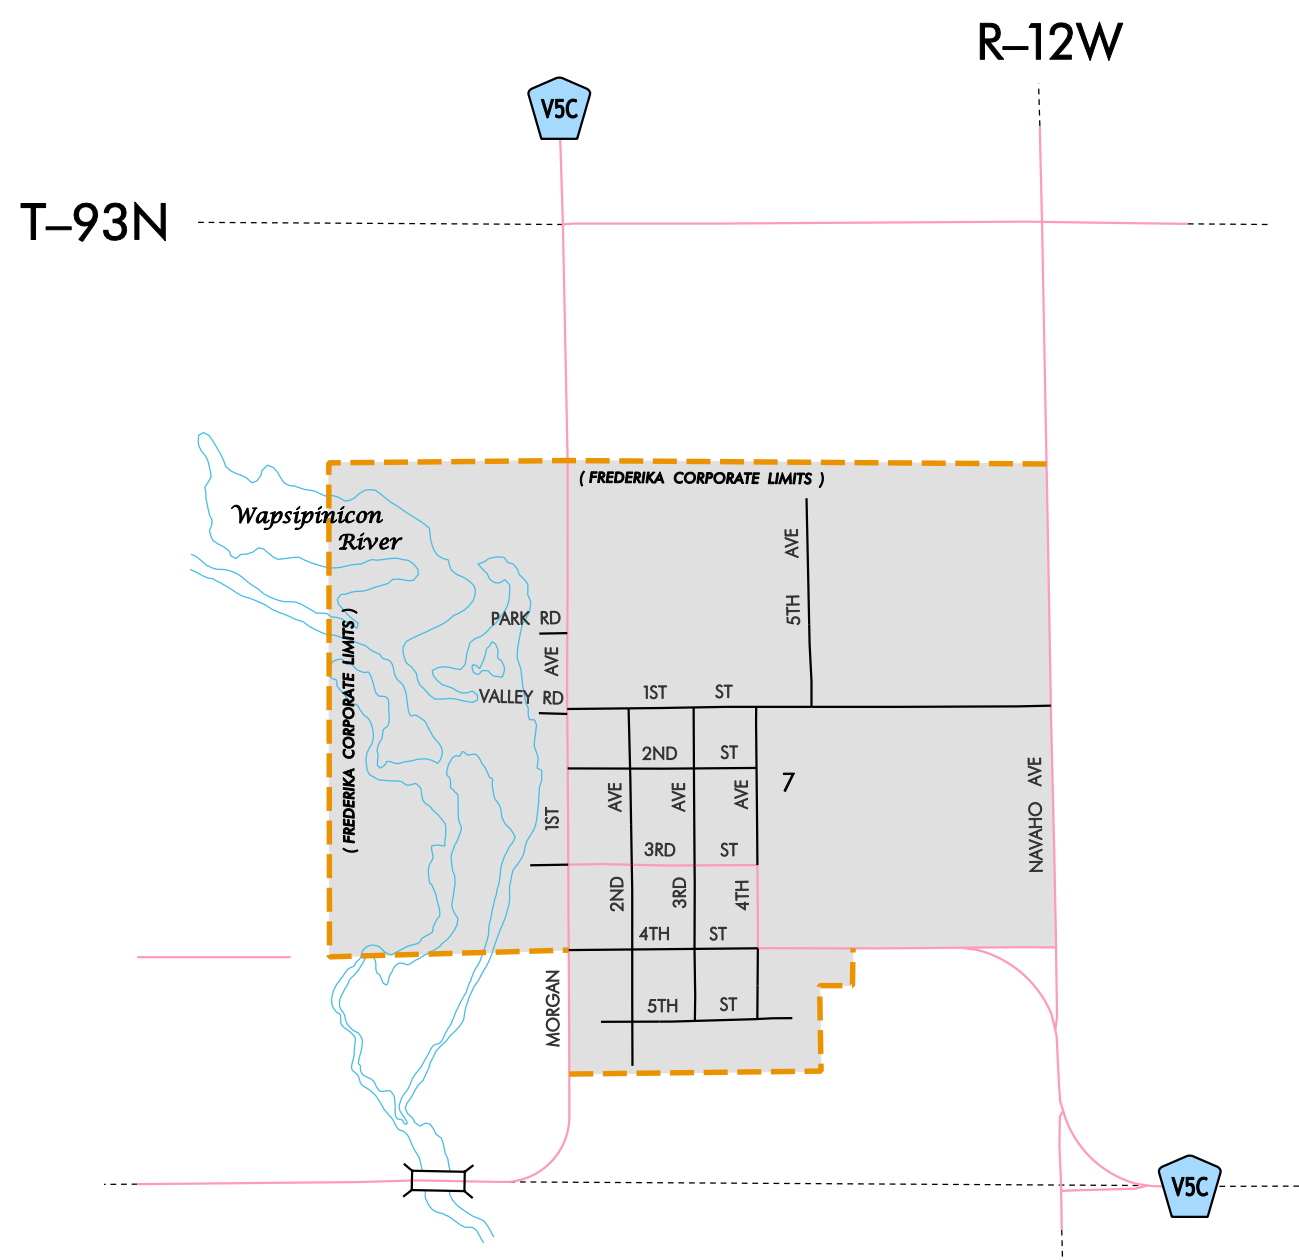 R–12W
V5C
T–93N
( FREDERIKA CORPORATE LIMITS )
Wapsipinicon
River
5TH AVE
PARK RD
( FREDERIKA CORPORATE LIMITS )
1ST AVE
VALLEY RD
1ST ST
2ND ST
7
NAVAHO AVE
2ND AVE
3RD AVE
4TH AVE
3RD ST
4TH ST
MORGAN
5TH ST
V5C